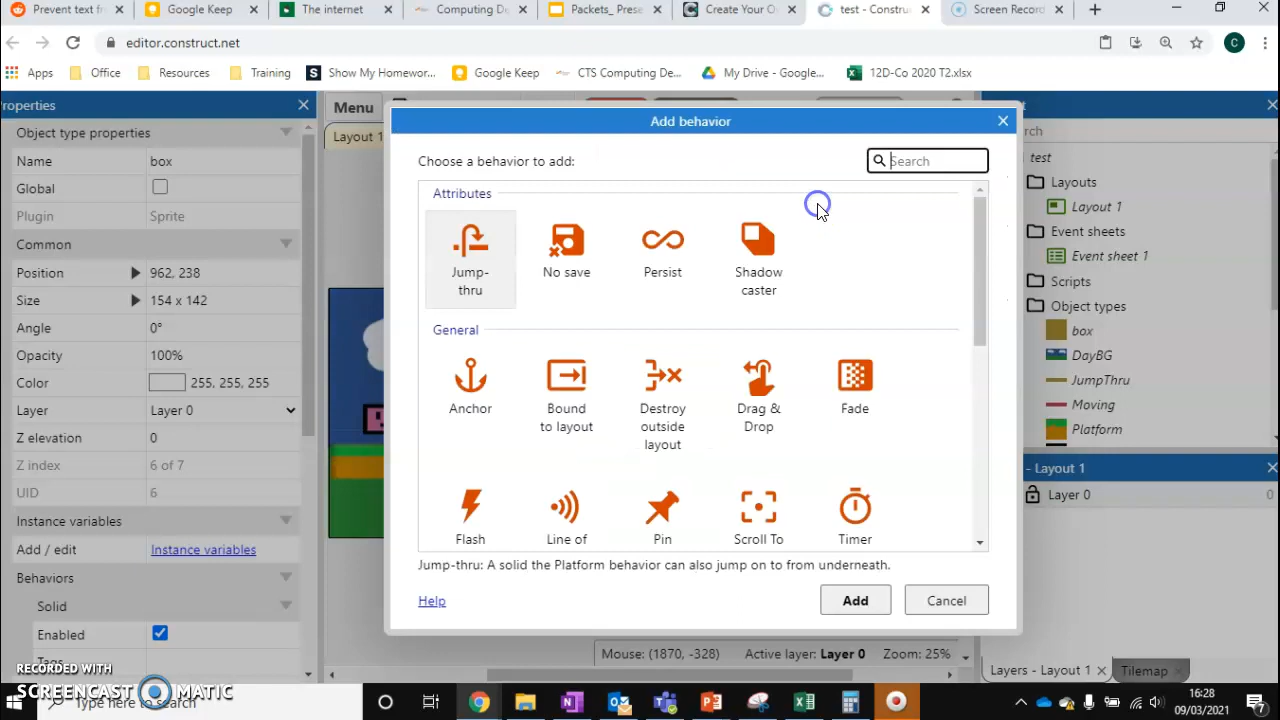 Prevent text f
Google Keep
The internet
Computing De
Packets_ Prese
Create Your O
test - Constru
Screen Record
editor.construct.net
C
Apps
Office
Resources
Training
Show My Homewor...
Google Keep
CTS Computing De...
My Drive - Google...
12D-Co 2020 T2.xlsx
roperties
Object type properties
Name box
Global
Plugin Sprite
Common
Position 962, 238
Size 154 x 142
Angle 0°
Opacity 100%
Color 255, 255, 255
Layer Layer 0
Z elevation 0
Z index 6 of 7
UID 6
Instance variables
Add / edit Instance variables
Behaviors
Solid
Enabled
Tags
Menu
Layout 1
Add behavior
Choose a behavior to add:
Search
Attributes
Jump-
thru
No save
Persist
Shadow
caster
General
Anchor
Bound
to layout
Destroy
outside
layout
Drag &
Drop
Fade
Flash
Line of
Pin
Scroll To
Timer
Jump-thru: A solid the Platform behavior can also jump on to from underneath.
Help
Add
Cancel
Mouse: (1870, -328)
Active layer: Layer 0
Zoom: 25%
t
rch
test
Layouts
Layout 1
Event sheets
Event sheet 1
Scripts
Object types
box
DayBG
JumpThru
Moving
Platform
- Layout 1
Layer 0
0
Layers - Layout 1
Tilemap
RECORDED WITH
SCREENCAST MATIC
Type here to search
16:28
09/03/2021
7